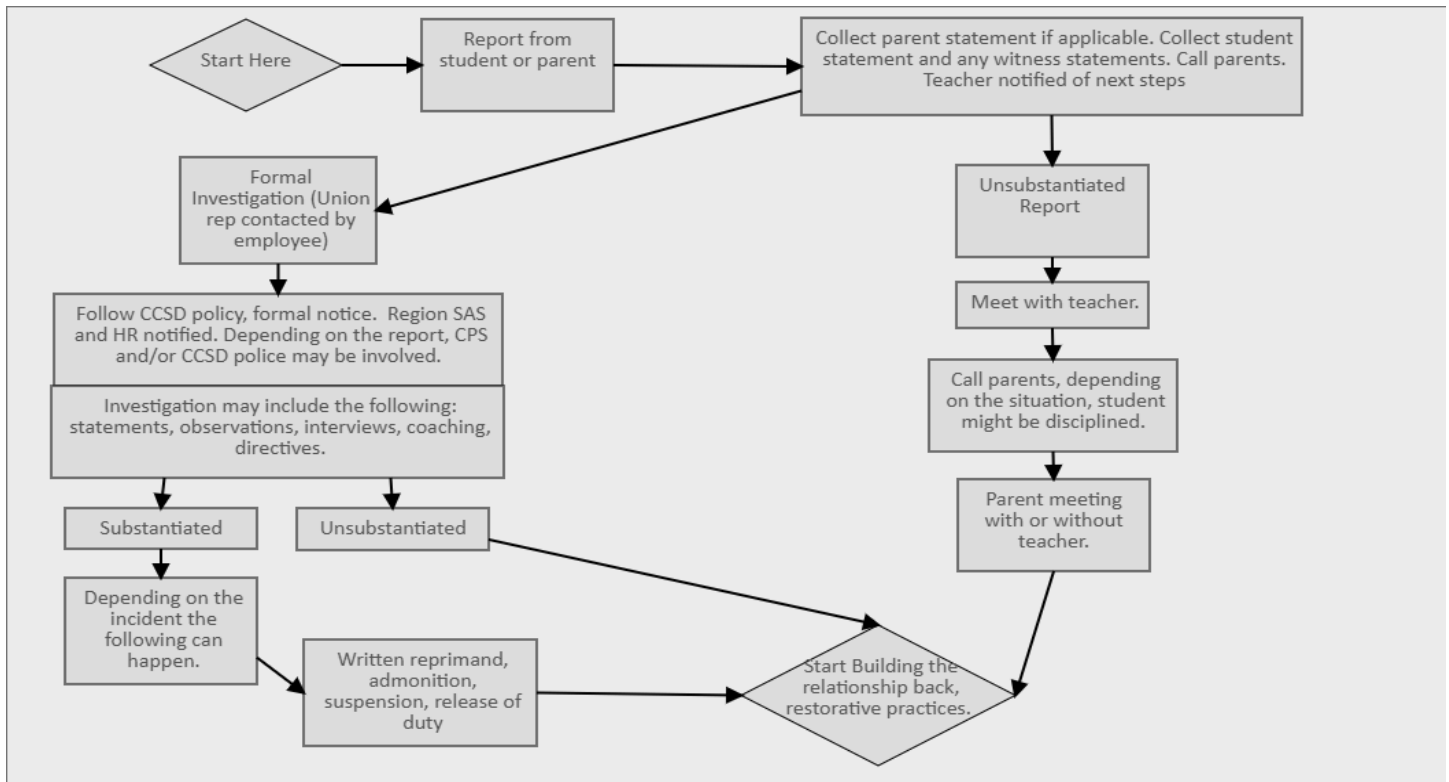 Start Here
Report from
student or parent
Collect parent statement if applicable. Collect student
statement and any witness statements. Call parents.
Teacher notified of next steps
Formal
Investigation (Union
rep contacted by
employee)
Unsubstantiated
Report
Meet with teacher.
Follow CCSD policy, formal notice.  Region SAS
and HR notified. Depending on the report, CPS
and/or CCSD police may be involved.
Call parents, depending
on the situation, student
might be disciplined.
Investigation may include the following:
statements, observations, interviews, coaching,
directives.
Parent meeting
with or without
teacher.
Substantiated
Unsubstantiated
Depending on the
incident the
following can
happen.
Written reprimand,
admonition,
suspension, release of
duty
Start Building the
relationship back,
restorative practices.